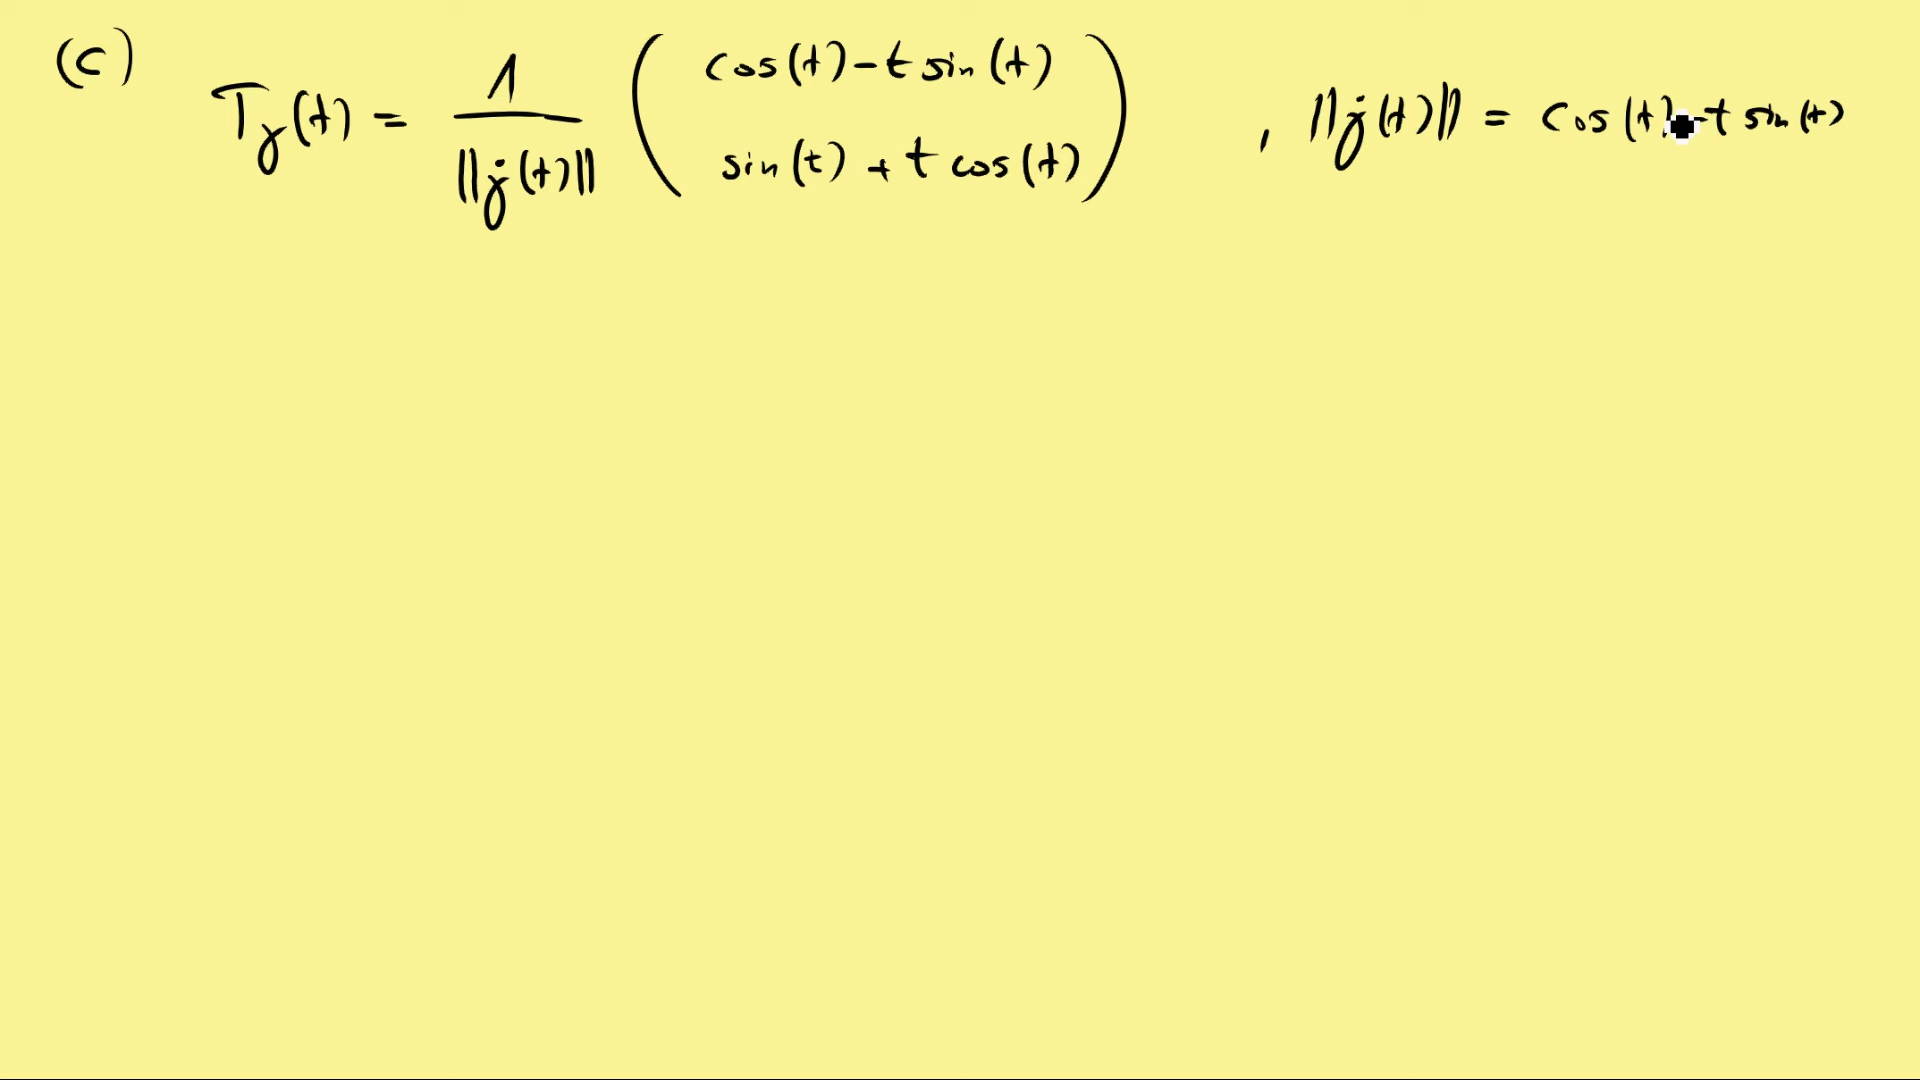 (c) T_γ(t) = 1 / ||γ̇(t)|| ( cos(t) - t sin(t) , ||γ̇(t)|| = cos(t) - t sin(t)
sin(t) + t cos(t) )